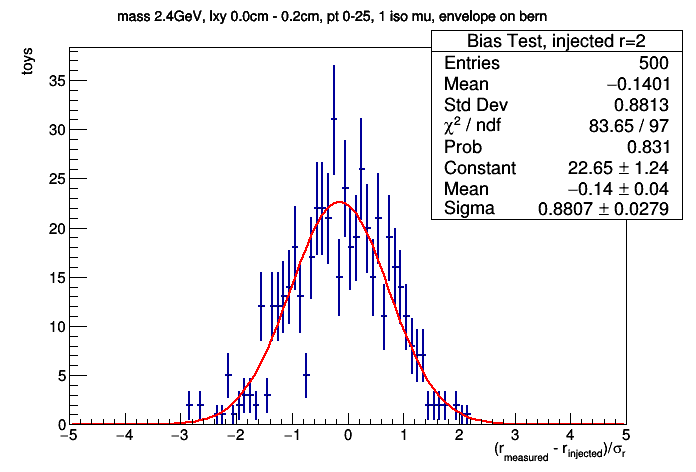 mass 2.4GeV, lxy 0.0cm - 0.2cm, pt 0-25, 1 iso mu, envelope on bern
toys
Bias Test, injected r=2
Entries 500
Mean −0.1401
Std Dev 0.8813
χ² / ndf 83.65 / 97
Prob 0.831
Constant 22.65 ± 1.24
Mean −0.14 ± 0.04
Sigma 0.8807 ± 0.0279
35
30
25
20
15
10
5
0
−5 −4 −3 −2 −1 0 1 2 3 4 5
(r_measured - r_injected)/σ_r